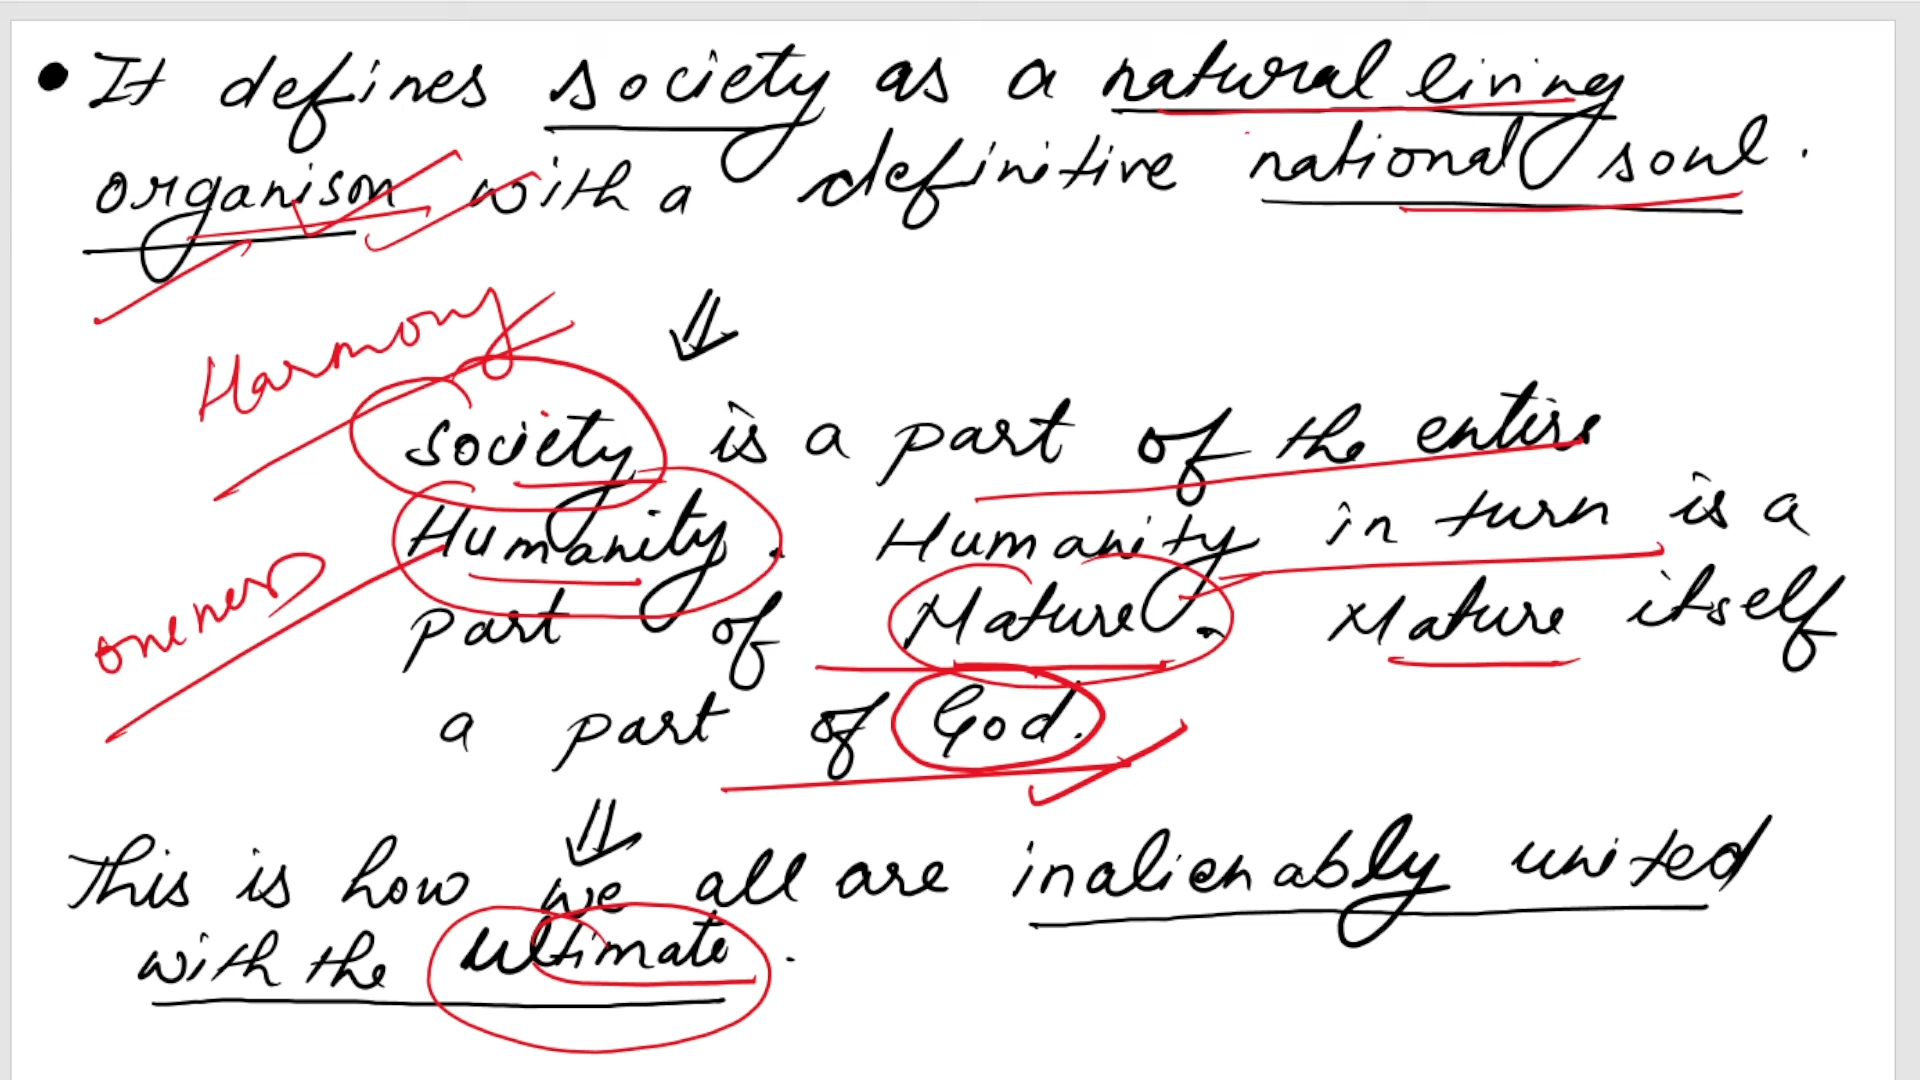 • It defines society as a natural living
organism with a definitive national soul.
⇓
Harmony
society is a part of the entire
Humanity. Humanity in turn is a
oneness
part of Nature. Nature itself
a part of God.
⇓
This is how we all are inalienably united
with the ultimate.